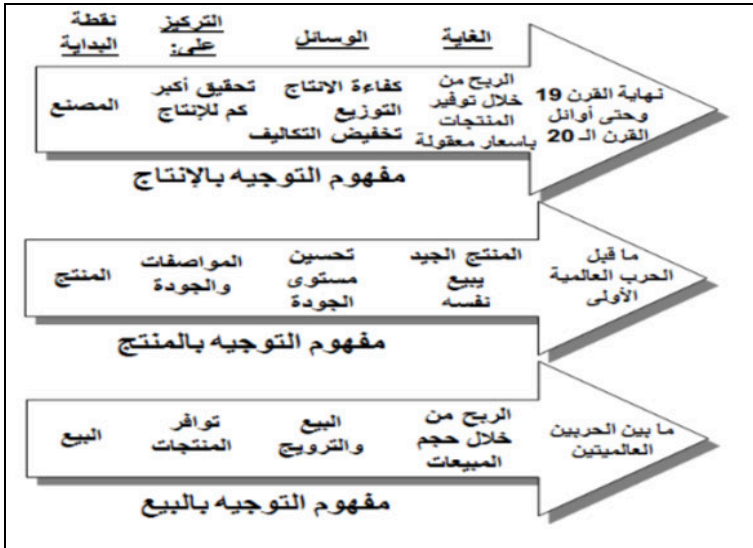 الغاية
الوسائل
التركيز
على:
نقطة
البداية
نهاية القرن 19
وحتى أوائل
القرن الـ 20
الربح من
خلال توفير
المنتجات
باسعار معقولة
كفاءة الانتاج
التوزيع
تخفيض التكاليف
تحقيق أكبر
كم للإنتاج
المصنع
مفهوم التوجيه بالإنتاج
ما قبل
الحرب العالمية
الأولى
المنتج الجيد
يبيع
نفسه
تحسين
مستوى
الجودة
المواصفات
والجودة
المنتج
مفهوم التوجيه بالمنتج
ما بين الحربين
العالميتين
الربح من
خلال حجم
المبيعات
البيع
والترويج
توافر
المنتجات
البيع
مفهوم التوجيه بالبيع